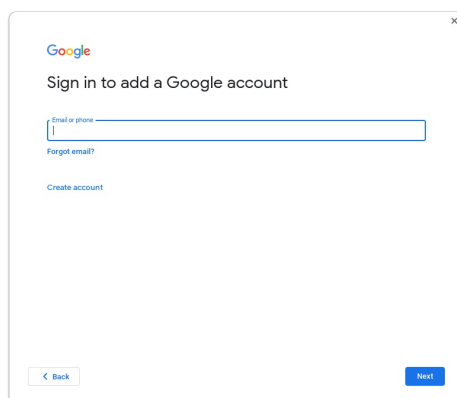 Google
Sign in to add a Google account
Email or phone
Forgot email?
Create account
Back
Next